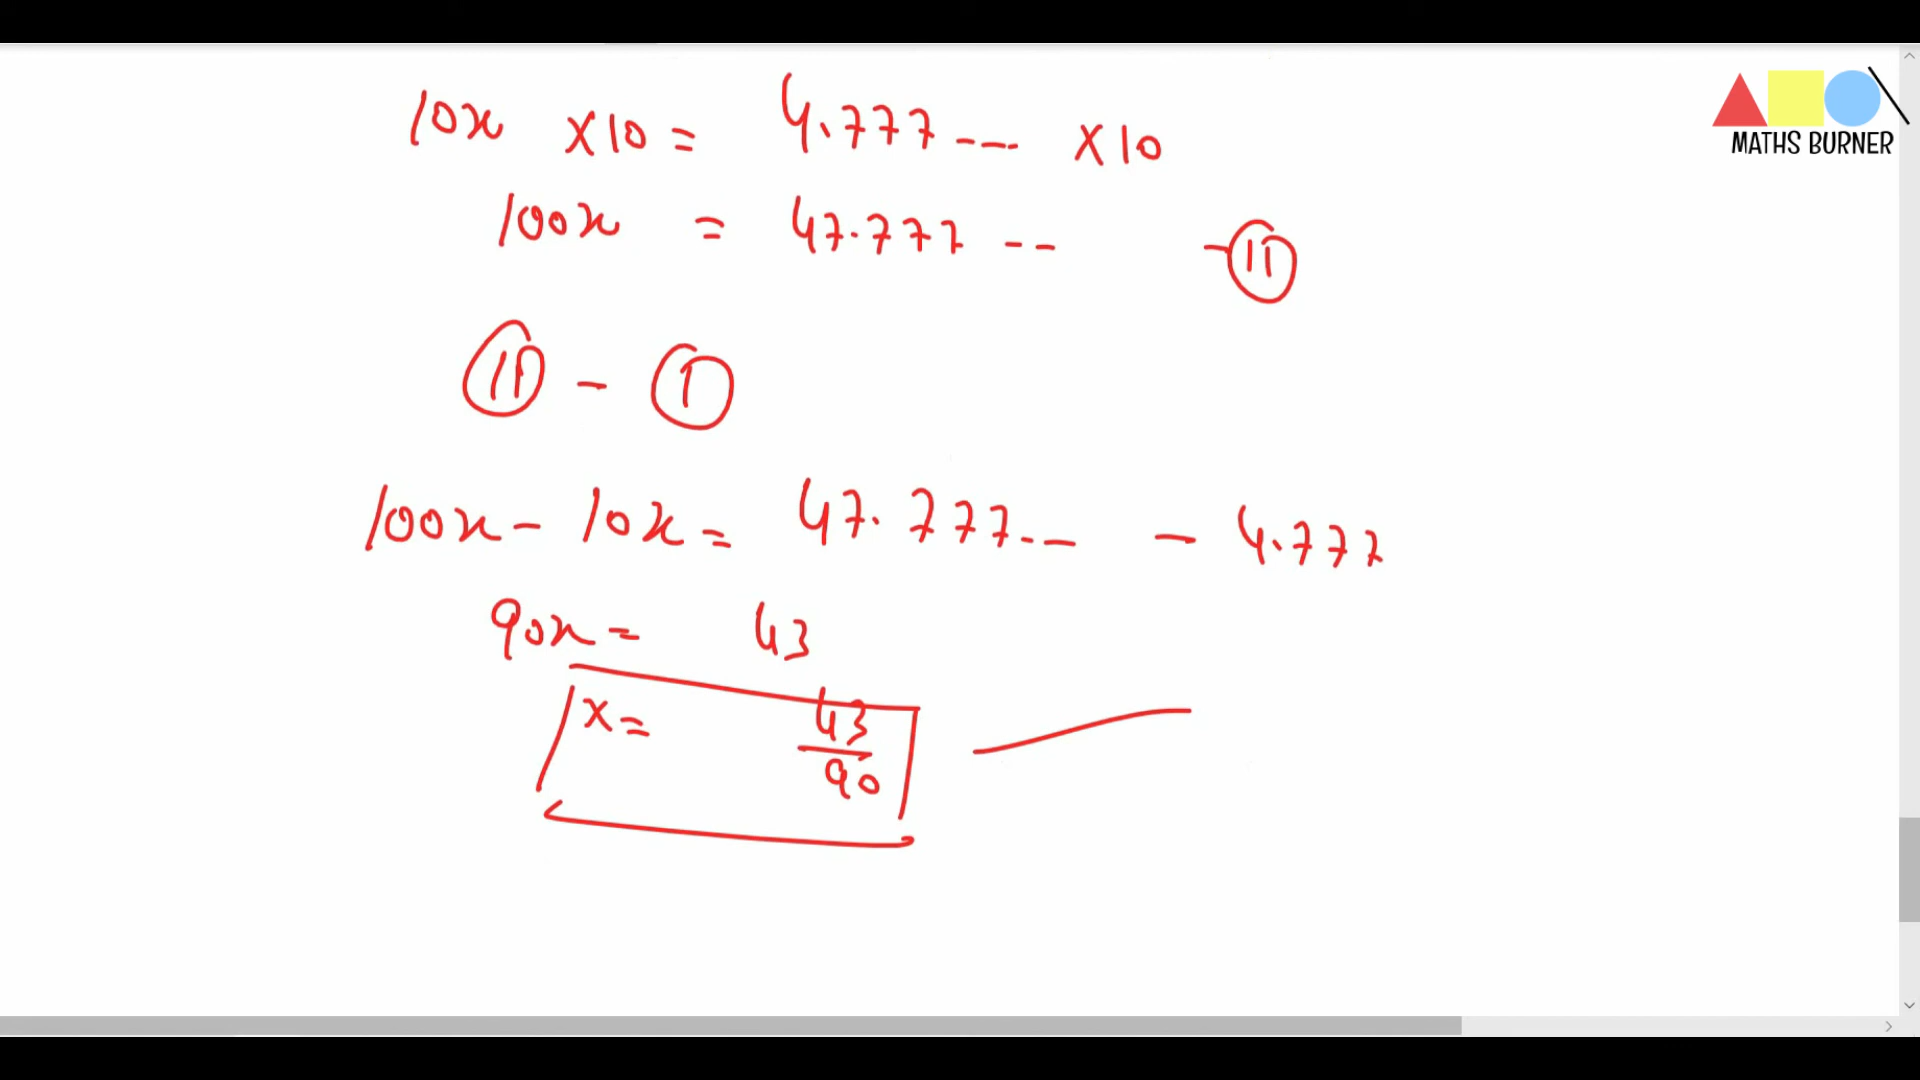 10x ×10 = 4.777--- ×10
MATHS BURNER
100x = 47.777 -- -II
II - I
100x - 10x = 47.777--- - 4.777
90x = 43
x = 43/90